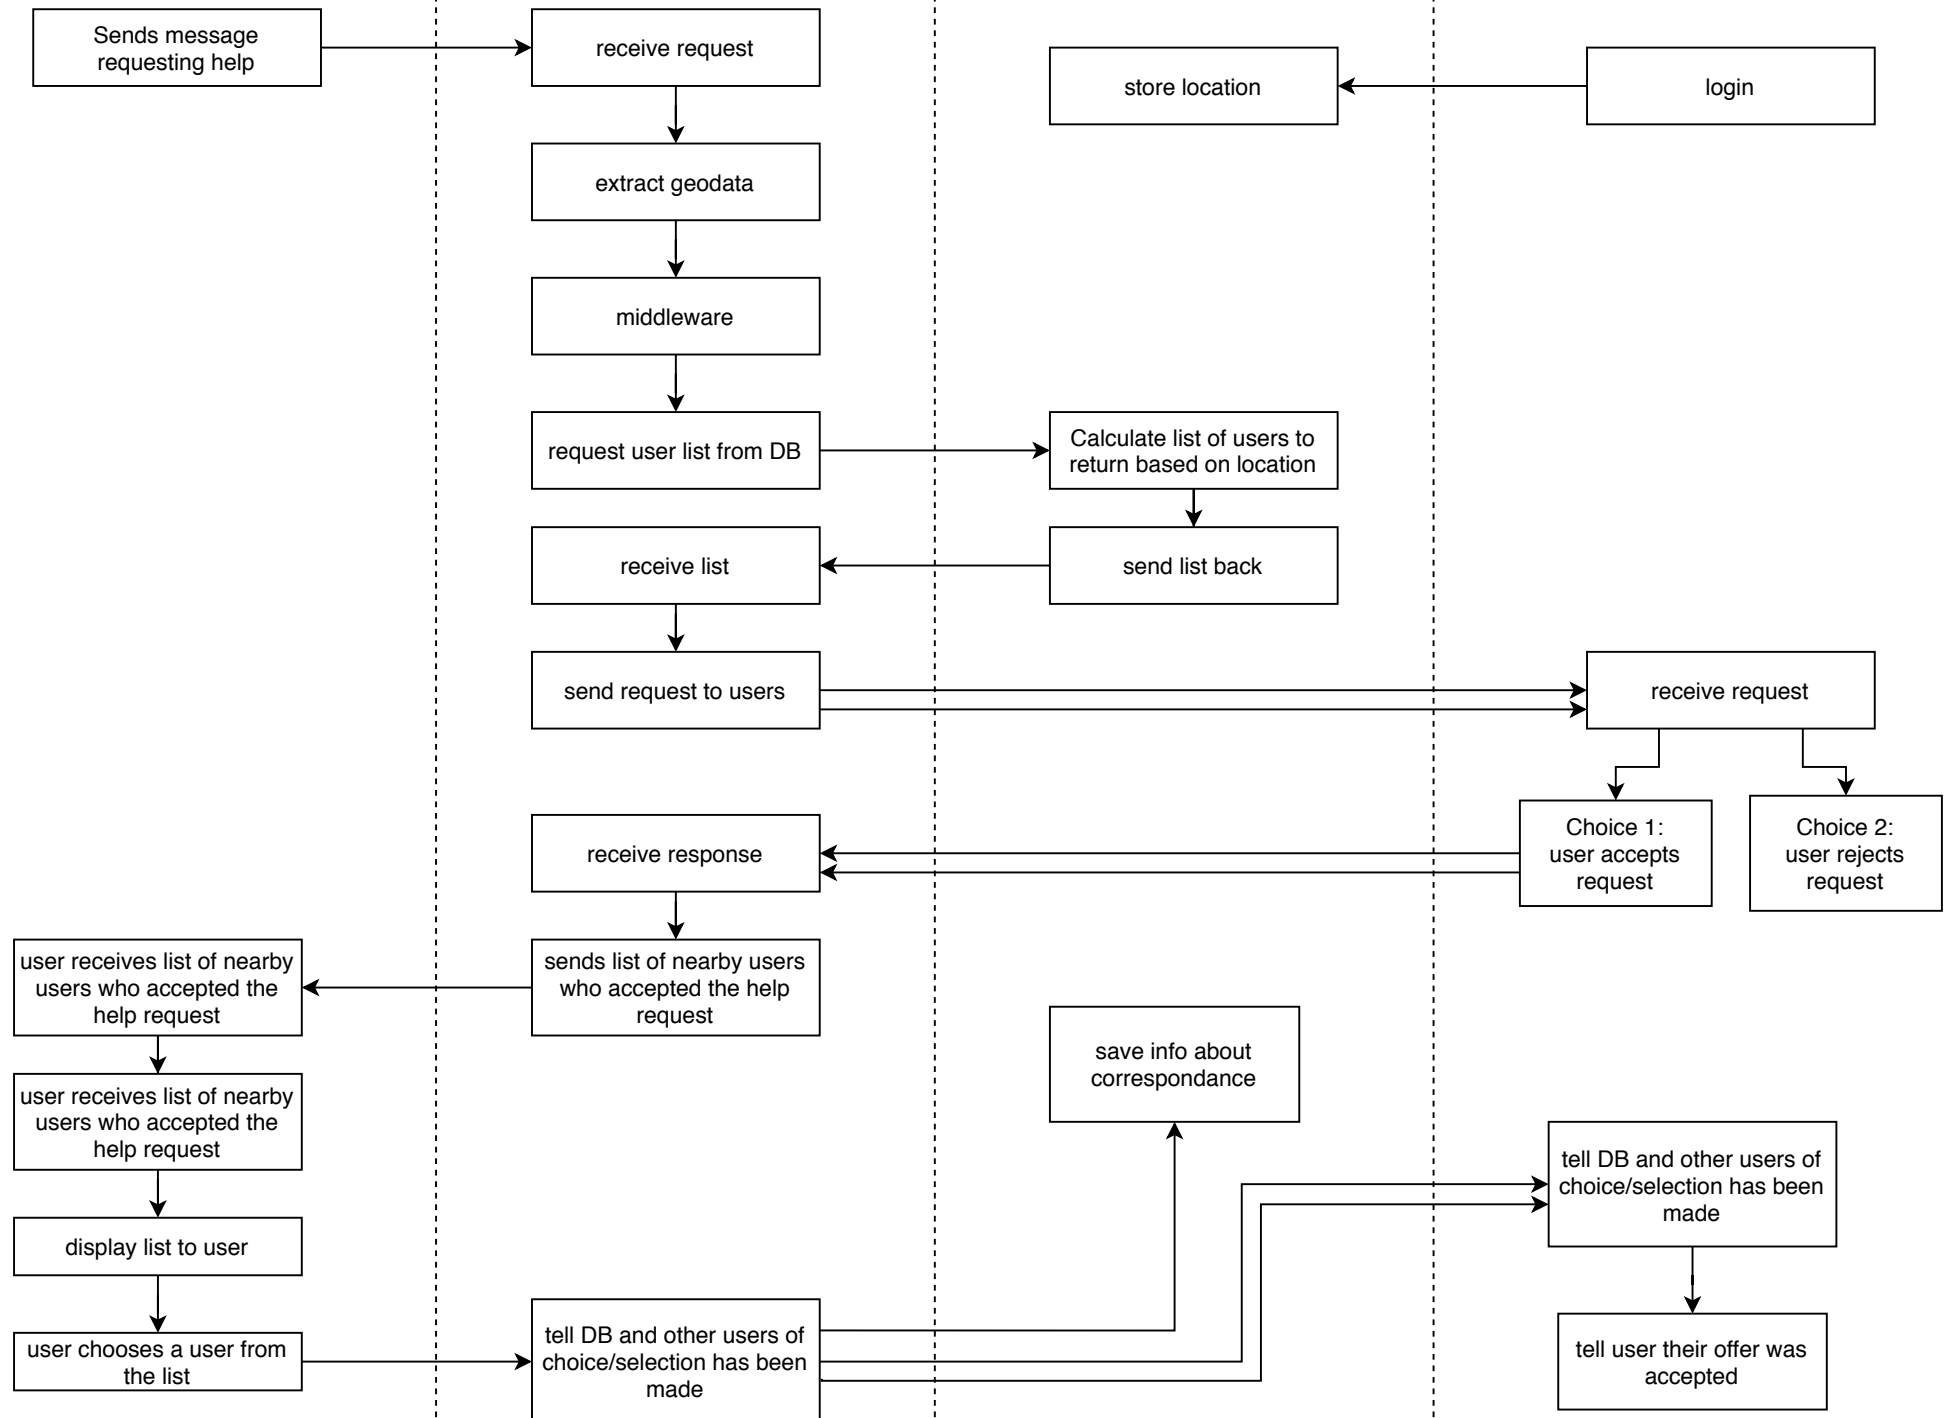 Sends message
requesting help
receive request
store location
login
extract geodata
middleware
request user list from DB
Calculate list of users to
return based on location
receive list
send list back
send request to users
receive request
receive response
Choice 1:
user accepts
request
Choice 2:
user rejects
request
user receives list of nearby
users who accepted the
help request
sends list of nearby users
who accepted the help
request
save info about
correspondance
user receives list of nearby
users who accepted the
help request
tell DB and other users of
choice/selection has been
made
display list to user
user chooses a user from
the list
tell DB and other users of
choice/selection has been
made
tell user their offer was
accepted